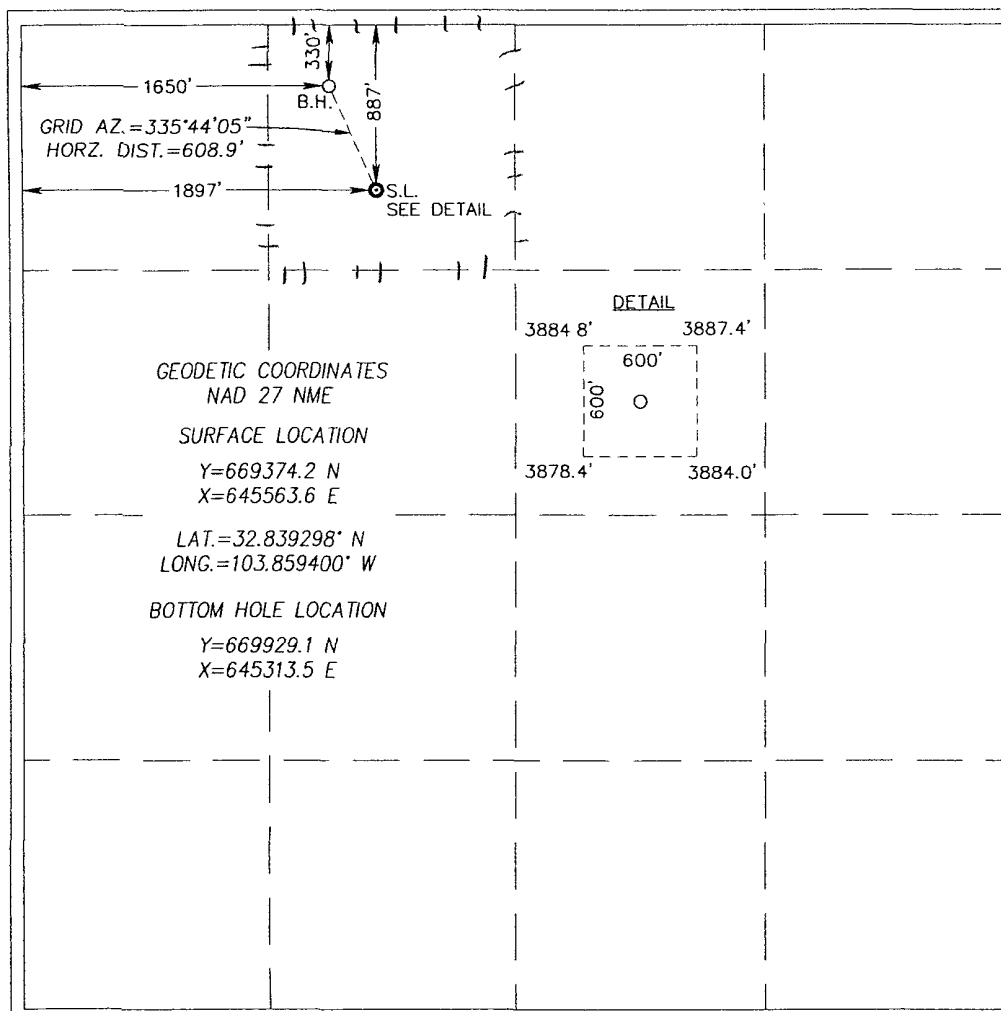 330'
1650'
B.H.
887'
GRID AZ.=335°44'05"
HORZ. DIST.=608.9'
1897'
S.L.
SEE DETAIL
DETAIL
3884 8'
3887.4'
600'
600'
3878.4'
3884.0'
GEODETIC COORDINATES
NAD 27 NME
SURFACE LOCATION
Y=669374.2 N
X=645563.6 E
LAT.=32.839298° N
LONG.=103.859400° W
BOTTOM HOLE LOCATION
Y=669929.1 N
X=645313.5 E